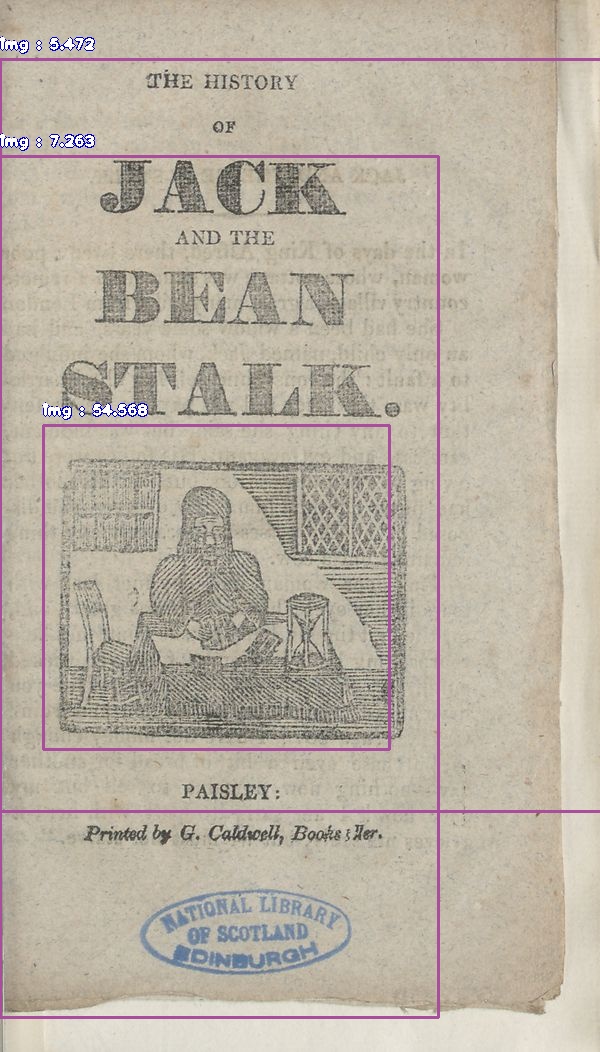 img : 5.472
THE HISTORY
OF
img : 7.263
JACK
AND THE
BEAN
STALK.
img : 54.568
PAISLEY:
Printed by G. Caldwell,
NATIONAL LIBRARY
OF SCOTLAND
EDINBURGH